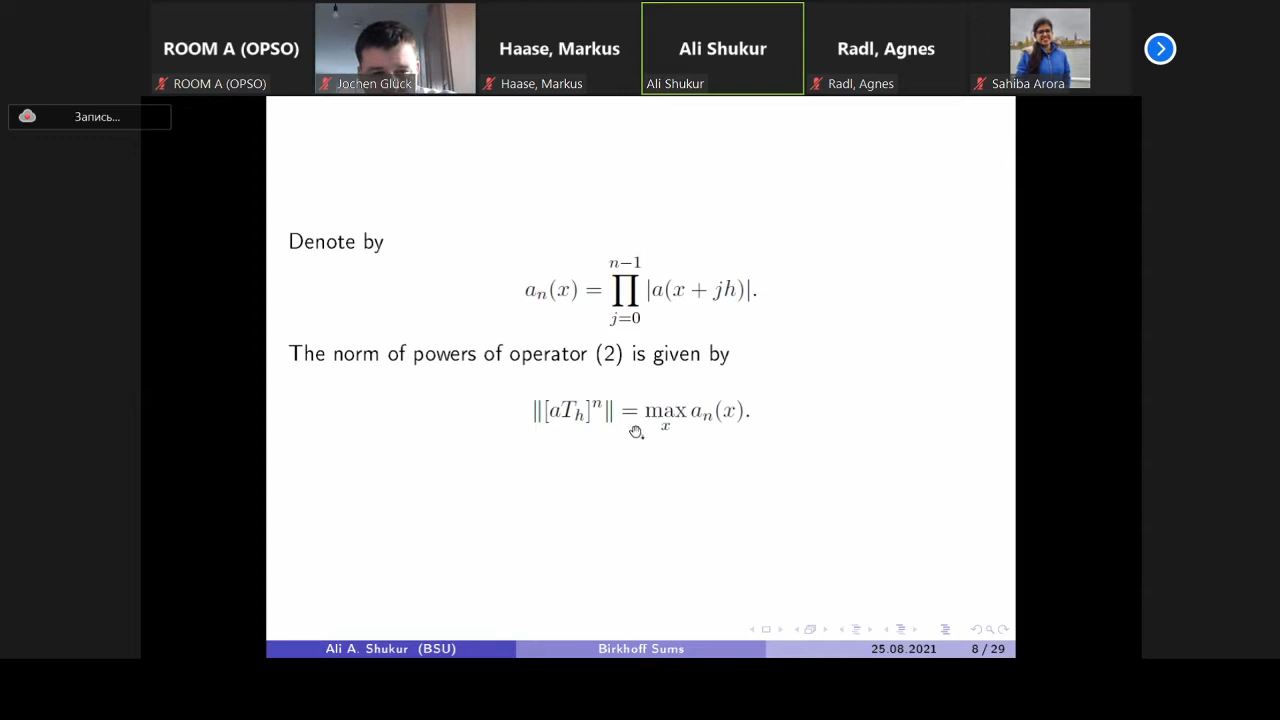 ROOM A (OPSO)
Haase, Markus
Ali Shukur
Radl, Agnes
ROOM A (OPSO)
Jochen Glück
Haase, Markus
Ali Shukur
Radl, Agnes
Sahiba Arora
Запись...
Denote by
a_n(x) = \prod_{j=0}^{n-1} |a(x + jh)|.
The norm of powers of operator (2) is given by
‖[aT_h]^n‖ = \max_x a_n(x).
Ali A. Shukur (BSU)
Birkhoff Sums
25.08.2021
8 / 29